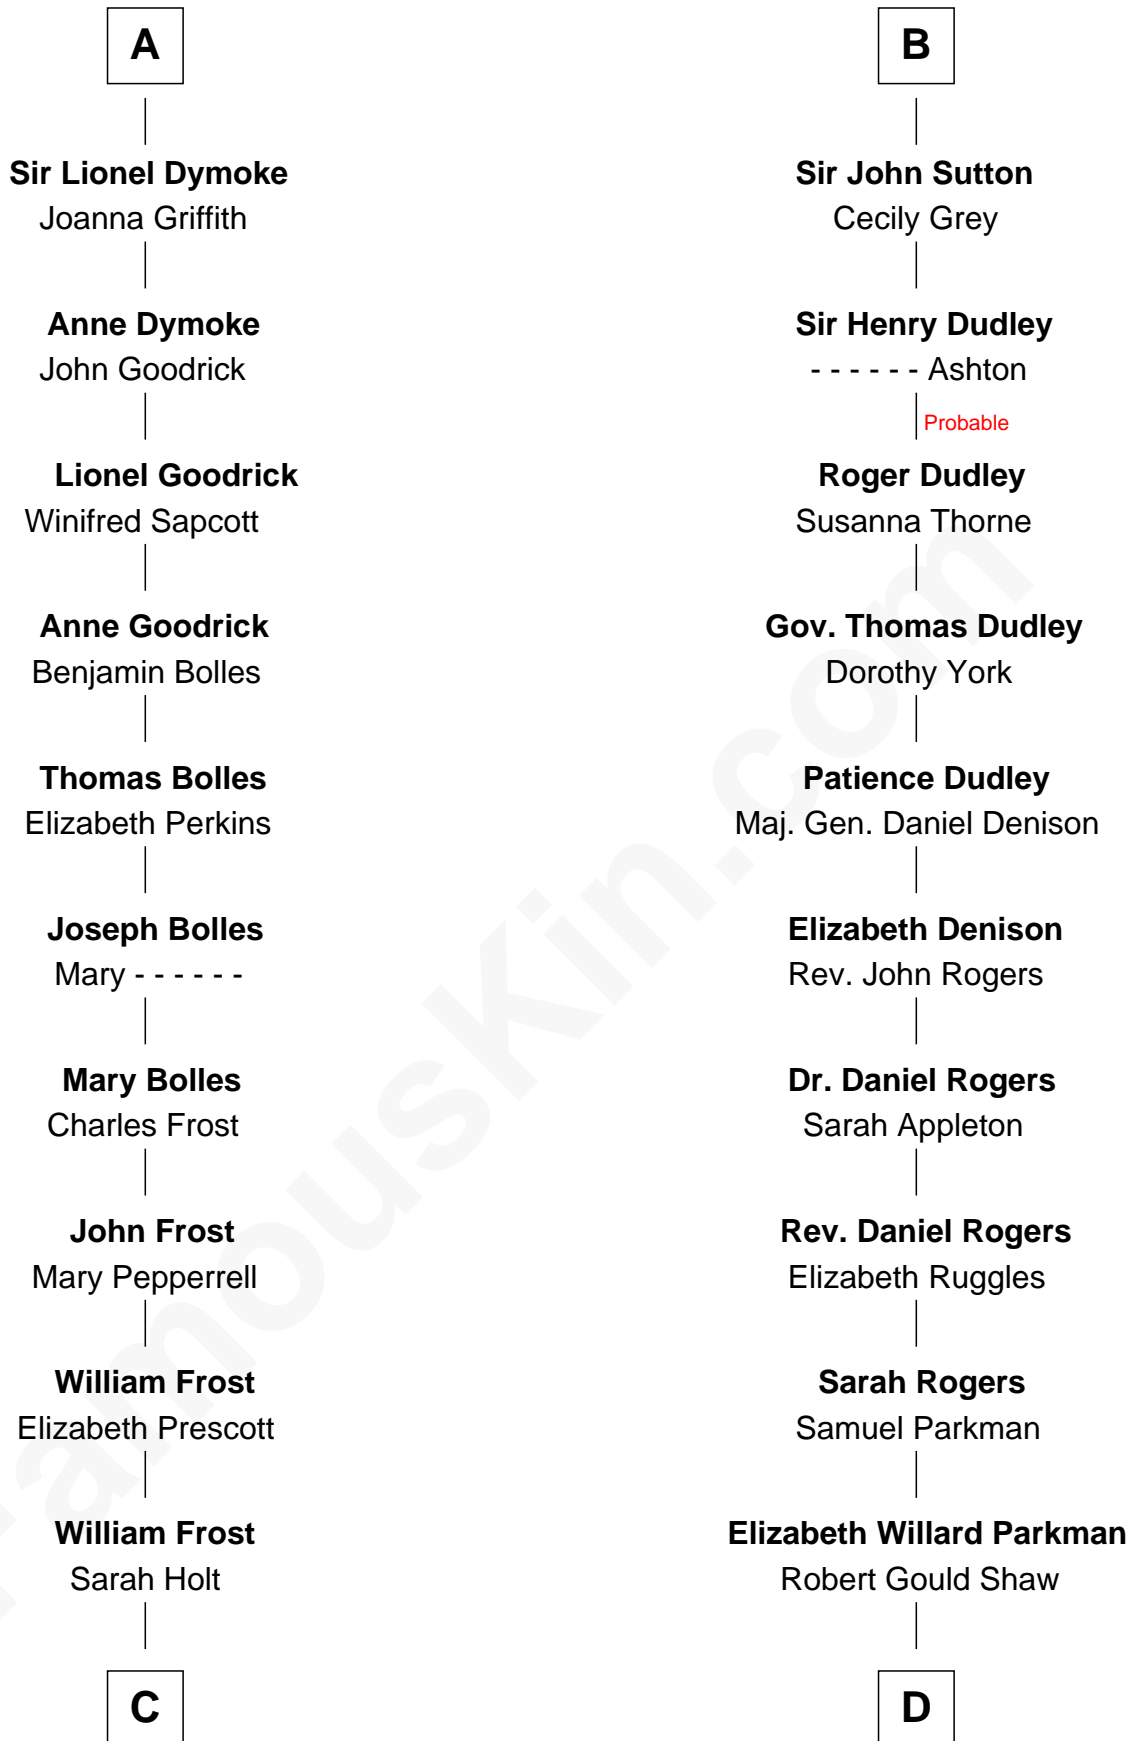 A
Sir Lionel Dymoke
Joanna Griffith
Anne Dymoke
John Goodrick
Lionel Goodrick
Winifred Sapcott
Anne Goodrick
Benjamin Bolles
Thomas Bolles
Elizabeth Perkins
Joseph Bolles
Mary - - - - - -
Mary Bolles
Charles Frost
John Frost
Mary Pepperrell
William Frost
Elizabeth Prescott
William Frost
Sarah Holt
C
B
Sir John Sutton
Cecily Grey
Sir Henry Dudley
- - - - - - Ashton
Probable
Roger Dudley
Susanna Thorne
Gov. Thomas Dudley
Dorothy York
Patience Dudley
Maj. Gen. Daniel Denison
Elizabeth Denison
Rev. John Rogers
Dr. Daniel Rogers
Sarah Appleton
Rev. Daniel Rogers
Elizabeth Ruggles
Sarah Rogers
Samuel Parkman
Elizabeth Willard Parkman
Robert Gould Shaw
D
FamousKin.com